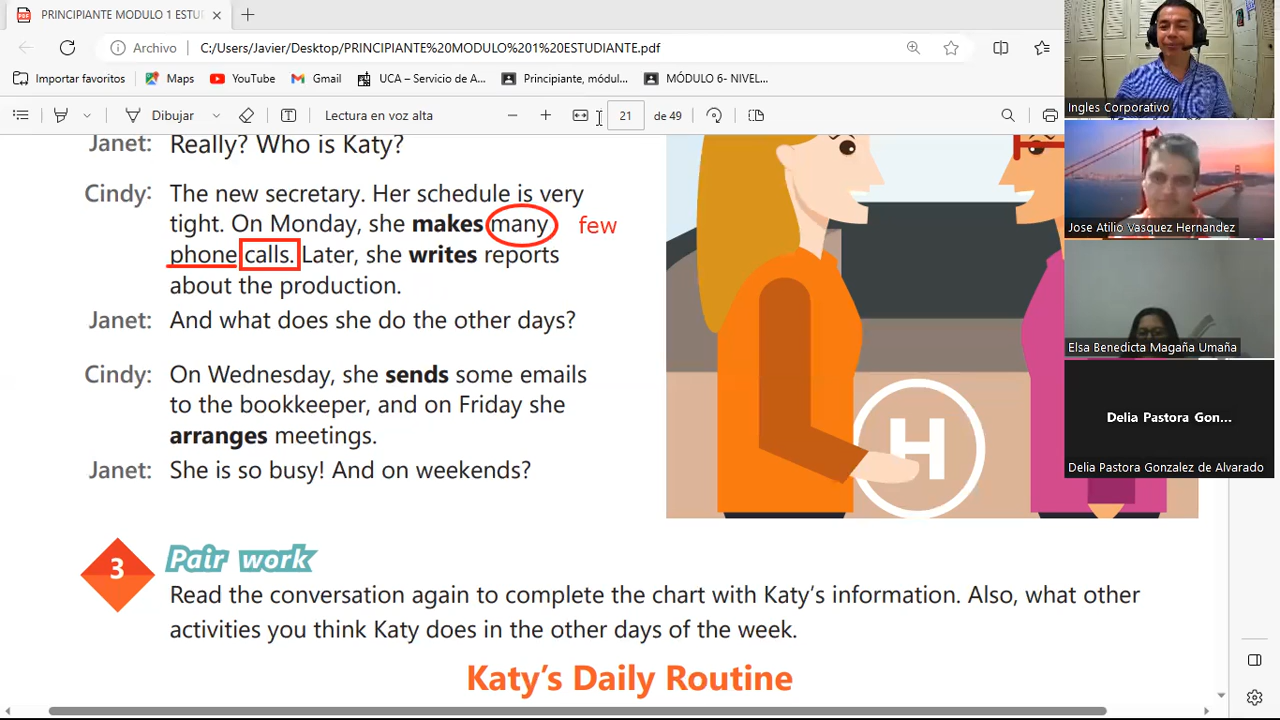 PRINCIPIANTE MODULO 1 ESTU
Archivo
C:/Users/Javier/Desktop/PRINCIPIANTE%20MODULO%201%20ESTUDIANTE.pdf
Importar favoritos
Maps
YouTube
Gmail
UCA – Servicio de A...
Principiante, módul...
MÓDULO 6- NIVEL...
Dibujar
Lectura en voz alta
21
de 49
Janet: Really? Who is Katy?
Cindy: The new secretary. Her schedule is very
tight. On Monday, she makes many few
phone calls. Later, she writes reports
about the production.
Janet: And what does she do the other days?
Cindy: On Wednesday, she sends some emails
to the bookkeeper, and on Friday she
arranges meetings.
Janet: She is so busy! And on weekends?
H
3
Pair work
Read the conversation again to complete the chart with Katy's information. Also, what other
activities you think Katy does in the other days of the week.
Katy's Daily Routine
Ingles Corporativo
Jose Atilio Vasquez Hernandez
Elsa Benedicta Magaña Umaña
Delia Pastora Gon...
Delia Pastora Gonzalez de Alvarado